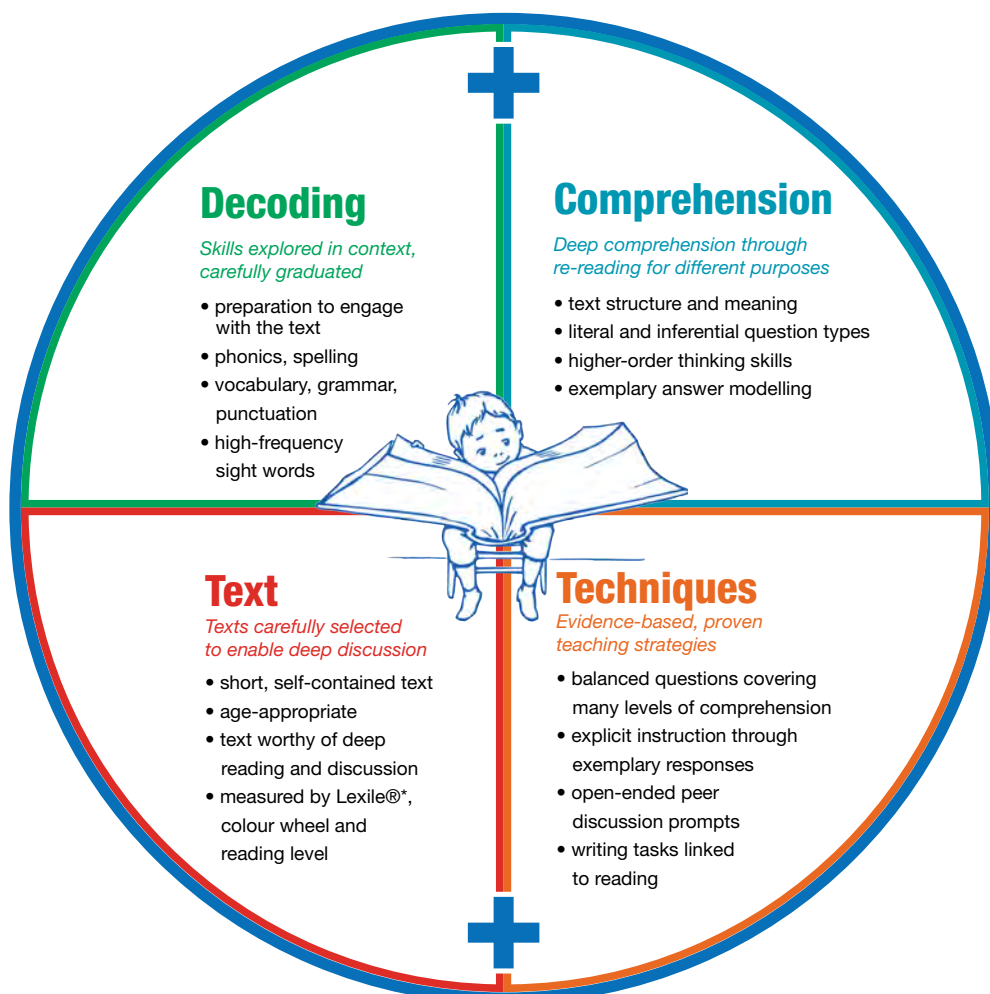 Decoding
Skills explored in context,
carefully graduated
• preparation to engage
with the text
• phonics, spelling
• vocabulary, grammar,
punctuation
• high-frequency
sight words
Comprehension
Deep comprehension through
re-reading for different purposes
• text structure and meaning
• literal and inferential question types
• higher-order thinking skills
• exemplary answer modelling
Text
Texts carefully selected
to enable deep discussion
• short, self-contained text
• age-appropriate
• text worthy of deep
reading and discussion
• measured by Lexile®*,
colour wheel and
reading level
Techniques
Evidence-based, proven
teaching strategies
• balanced questions covering
many levels of comprehension
• explicit instruction through
exemplary responses
• open-ended peer
discussion prompts
• writing tasks linked
to reading